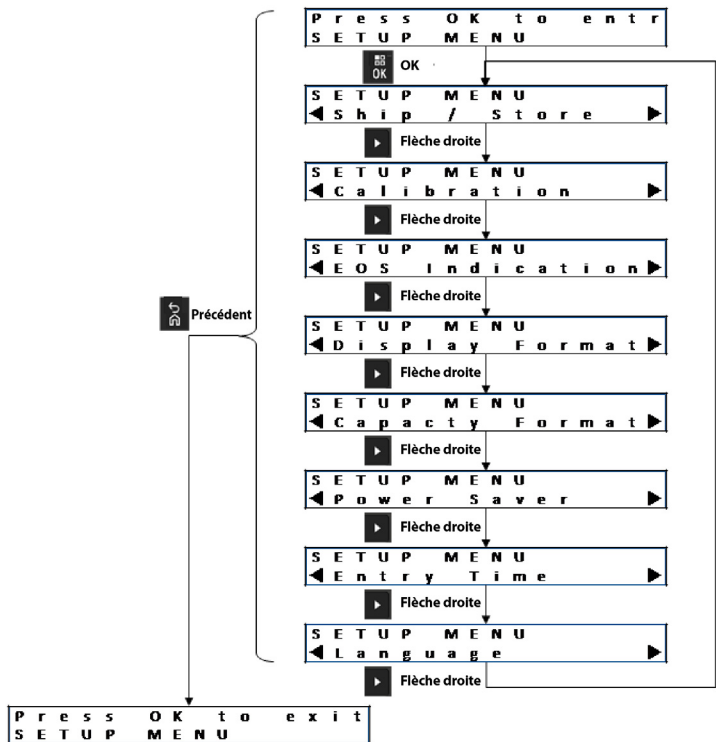 Press OK to entr
SETUP MENU
OK
OK
SETUP MENU
Ship / Store
Flèche droite
SETUP MENU
Calibration
Flèche droite
SETUP MENU
EOS Indication
Flèche droite
Précédent
SETUP MENU
Display Format
Flèche droite
SETUP MENU
Capacty Format
Flèche droite
SETUP MENU
Power Saver
Flèche droite
SETUP MENU
Entry Time
Flèche droite
SETUP MENU
Language
Flèche droite
Press OK to exit
SETUP MENU